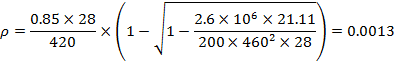 ρ = 0.85 × 28 / 420 × (1 − √(1 − 2.6 × 10⁶ × 21.11 / 200 × 460² × 28)) = 0.0013